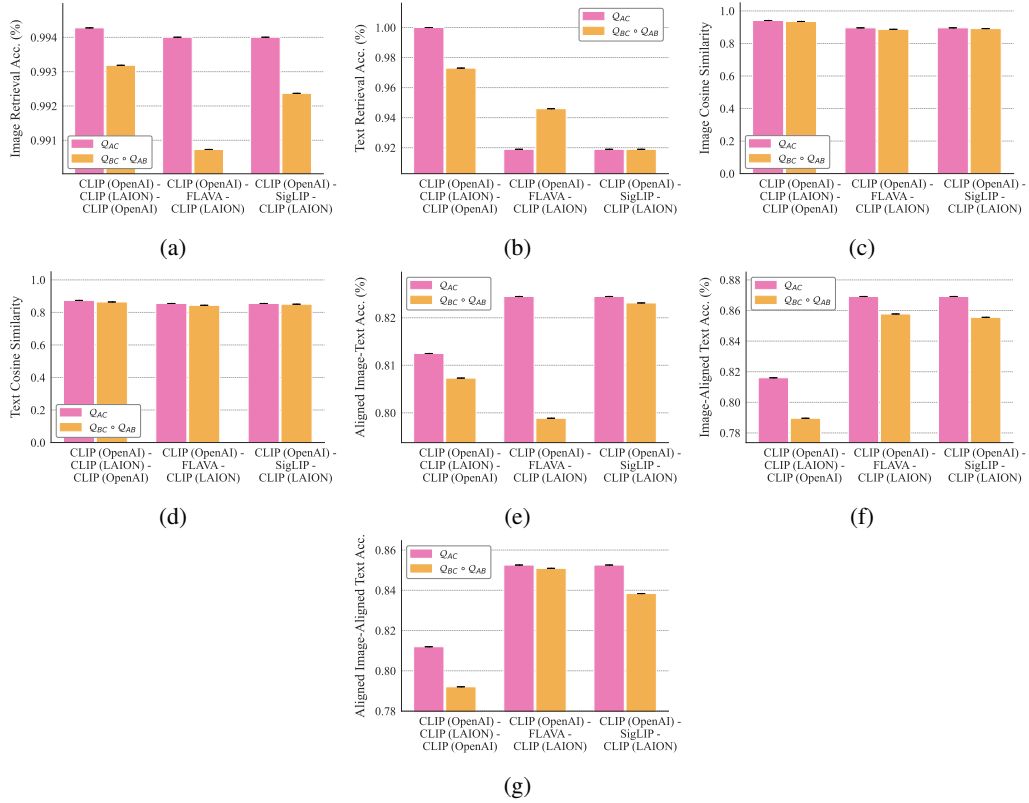 Image Retrieval Acc. (%)
0.994
0.993
0.992
0.991
Q_AC
Q_BC ∘ Q_AB
CLIP (OpenAI) - CLIP (OpenAI) - CLIP (OpenAI) -
CLIP (LAION) - FLAVA - SigLIP -
CLIP (OpenAI) CLIP (LAION) CLIP (LAION)
(a)
Text Retrieval Acc. (%)
1.00
0.98
0.96
0.94
0.92
Q_AC
Q_BC ∘ Q_AB
CLIP (OpenAI) - CLIP (OpenAI) - CLIP (OpenAI) -
CLIP (LAION) - FLAVA - SigLIP -
CLIP (OpenAI) CLIP (LAION) CLIP (LAION)
(b)
Image Cosine Similarity
1.0
0.8
0.6
0.4
0.2
0.0
Q_AC
Q_BC ∘ Q_AB
CLIP (OpenAI) - CLIP (OpenAI) - CLIP (OpenAI) -
CLIP (LAION) - FLAVA - SigLIP -
CLIP (OpenAI) CLIP (LAION) CLIP (LAION)
(c)
Text Cosine Similarity
1.0
0.8
0.6
0.4
0.2
0.0
Q_AC
Q_BC ∘ Q_AB
CLIP (OpenAI) - CLIP (OpenAI) - CLIP (OpenAI) -
CLIP (LAION) - FLAVA - SigLIP -
CLIP (OpenAI) CLIP (LAION) CLIP (LAION)
(d)
Aligned Image-Text Acc. (%)
0.82
0.81
0.80
Q_AC
Q_BC ∘ Q_AB
CLIP (OpenAI) - CLIP (OpenAI) - CLIP (OpenAI) -
CLIP (LAION) - FLAVA - SigLIP -
CLIP (OpenAI) CLIP (LAION) CLIP (LAION)
(e)
Image-Aligned Text Acc. (%)
0.88
0.86
0.84
0.82
0.80
0.78
Q_AC
Q_BC ∘ Q_AB
CLIP (OpenAI) - CLIP (OpenAI) - CLIP (OpenAI) -
CLIP (LAION) - FLAVA - SigLIP -
CLIP (OpenAI) CLIP (LAION) CLIP (LAION)
(f)
Aligned Image-Aligned Text Acc.
0.86
0.84
0.82
0.80
0.78
Q_AC
Q_BC ∘ Q_AB
CLIP (OpenAI) - CLIP (OpenAI) - CLIP (OpenAI) -
CLIP (LAION) - FLAVA - SigLIP -
CLIP (OpenAI) CLIP (LAION) CLIP (LAION)
(g)